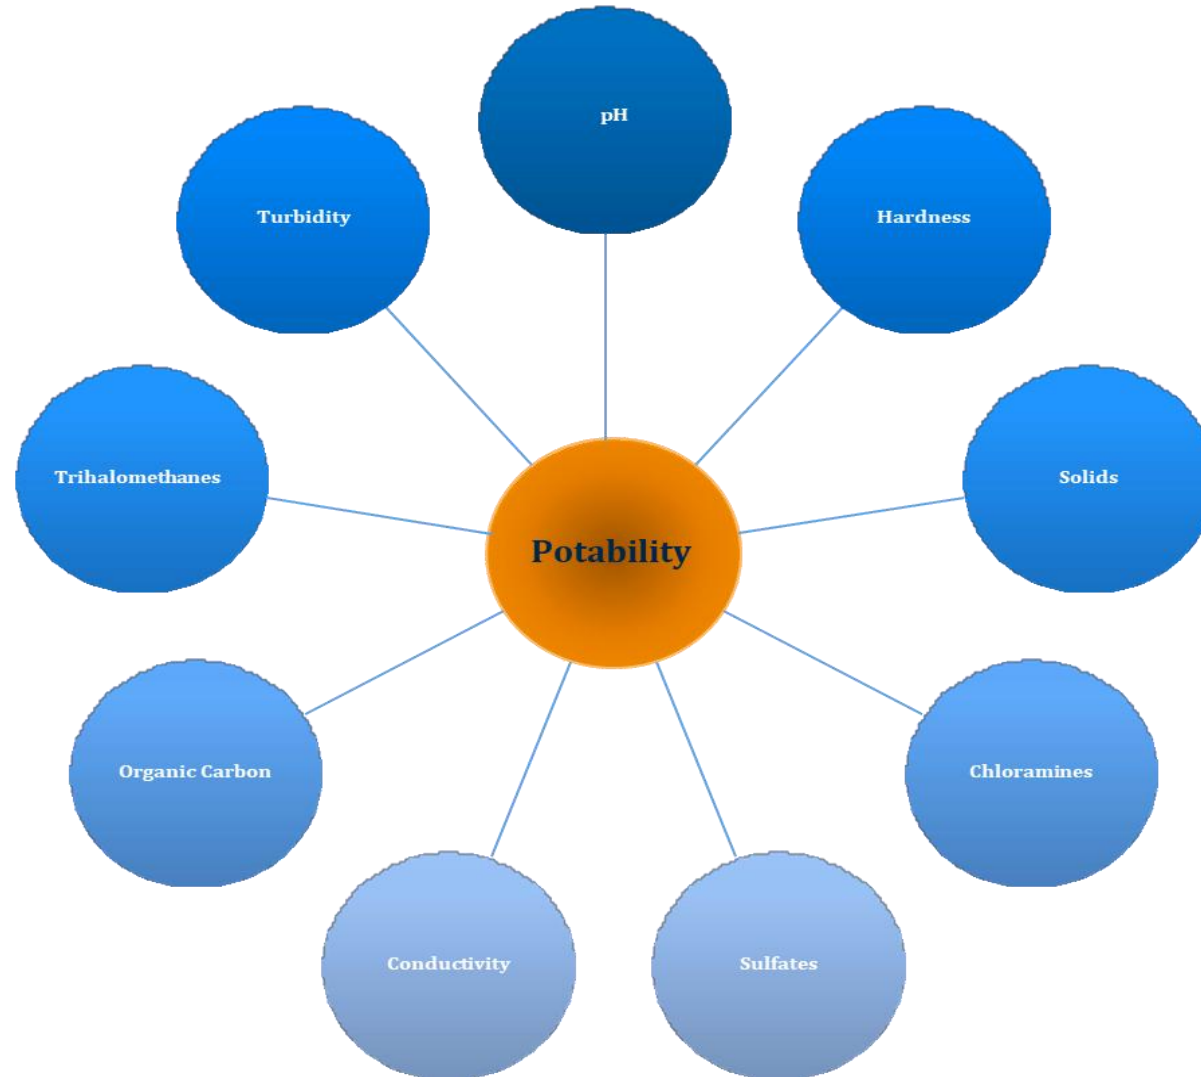 pH
Turbidity
Hardness
Trihalomethanes
Solids
Potability
Organic Carbon
Chloramines
Conductivity
Sulfates